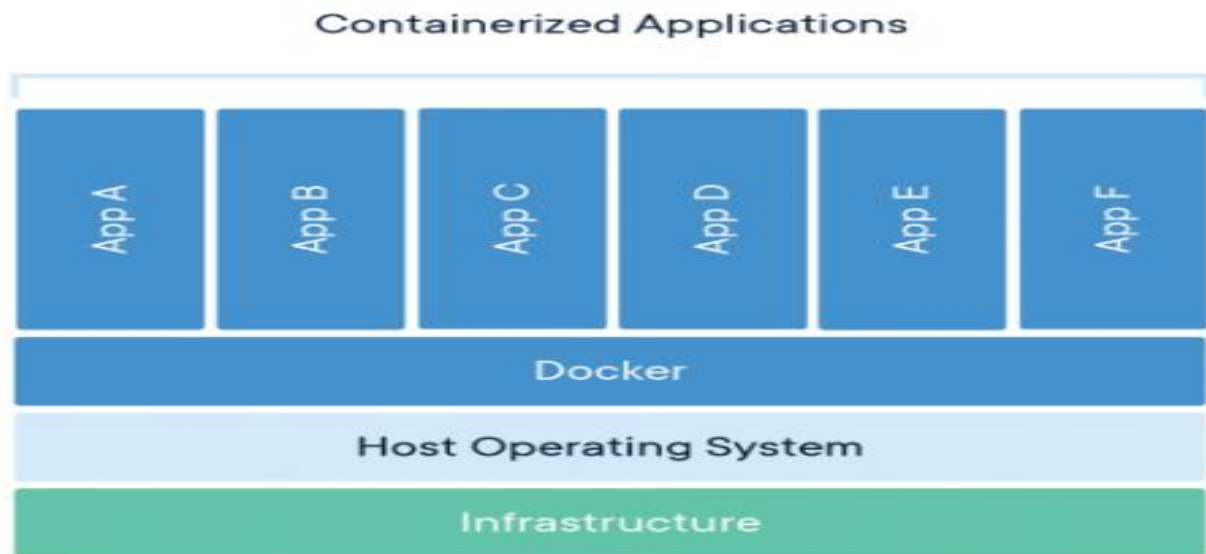 Containerized Applications
App A
App B
App C
App D
App E
App F
Docker
Host Operating System
Infrastructure